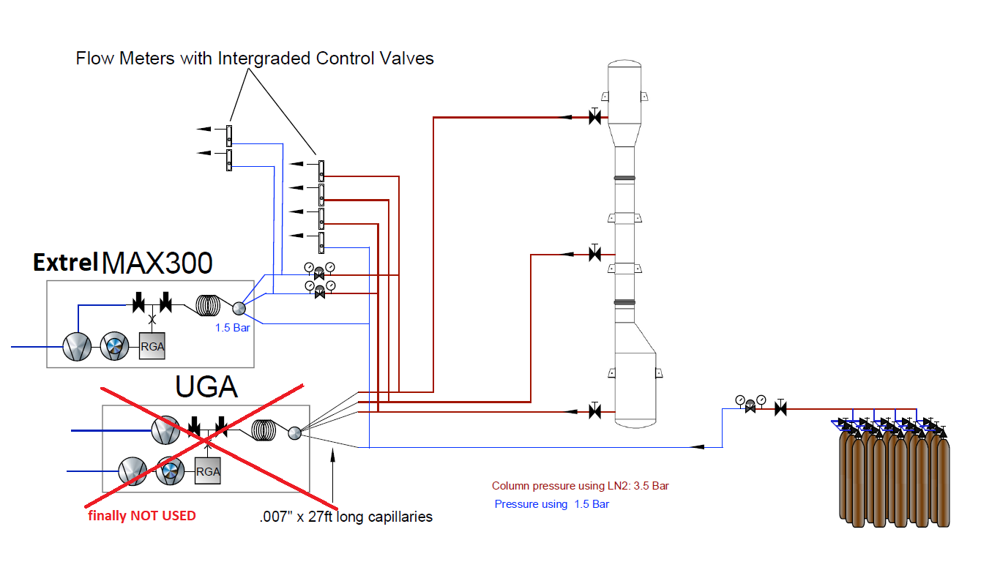 Flow Meters with Intergraded Control Valves
Extrel MAX300
1.5 Bar
RGA
UGA
RGA
finally NOT USED
.007" x 27ft long capillaries
Column pressure using LN2: 3.5 Bar
Pressure using 1.5 Bar